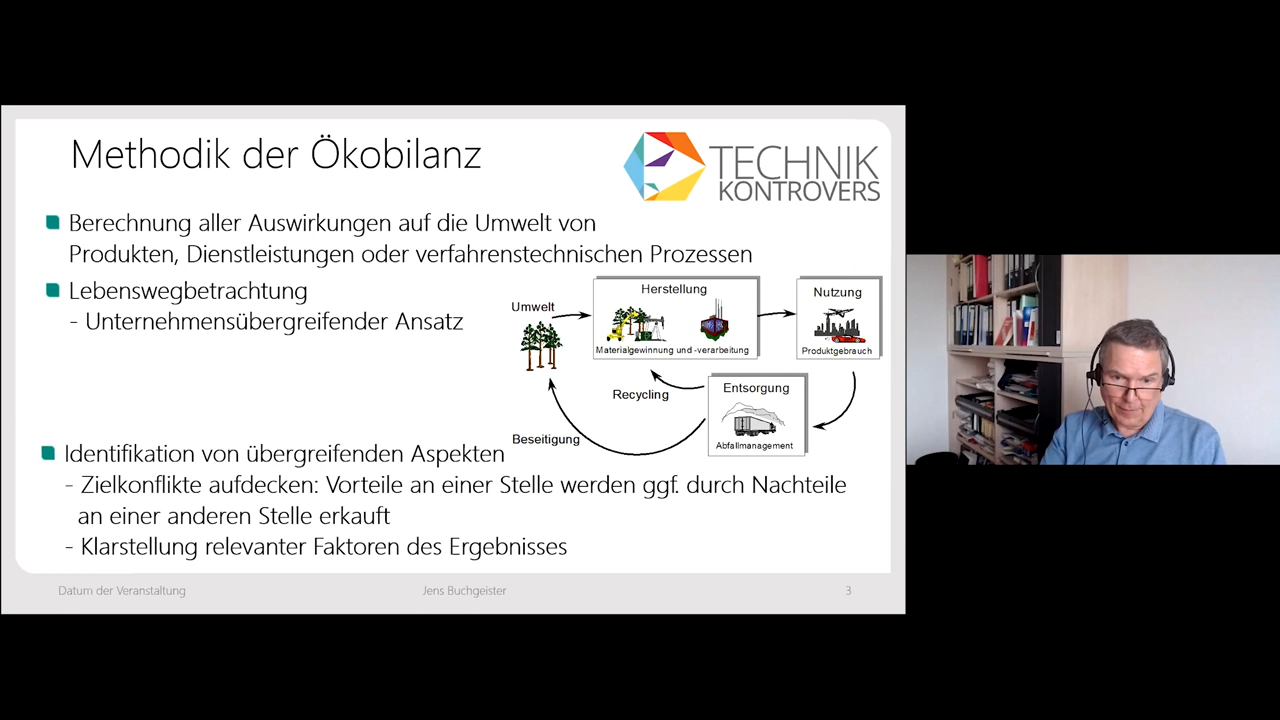 Methodik der Ökobilanz
TECHNIK
KONTROVERS
Berechnung aller Auswirkungen auf die Umwelt von
Produkten, Dienstleistungen oder verfahrenstechnischen Prozessen
Lebenswegbetrachtung
- Unternehmensübergreifender Ansatz
Umwelt
Herstellung
Materialgewinnung und -verarbeitung
Nutzung
Produktgebrauch
Recycling
Entsorgung
Abfallmanagement
Beseitigung
Identifikation von übergreifenden Aspekten
- Zielkonflikte aufdecken: Vorteile an einer Stelle werden ggf. durch Nachteile
an einer anderen Stelle erkauft
- Klarstellung relevanter Faktoren des Ergebnisses
Datum der Veranstaltung
Jens Buchgeister
3